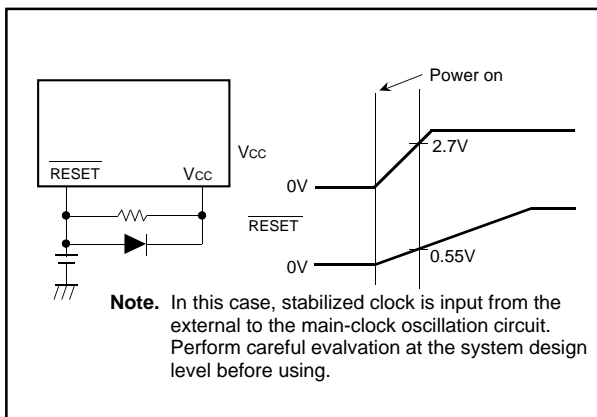 Power on
RESET
Vcc
Vcc
2.7V
0V
RESET
0.55V
0V
Note. In this case, stabilized clock is input from the
external to the main-clock oscillation circuit.
Perform careful evalvation at the system design
level before using.